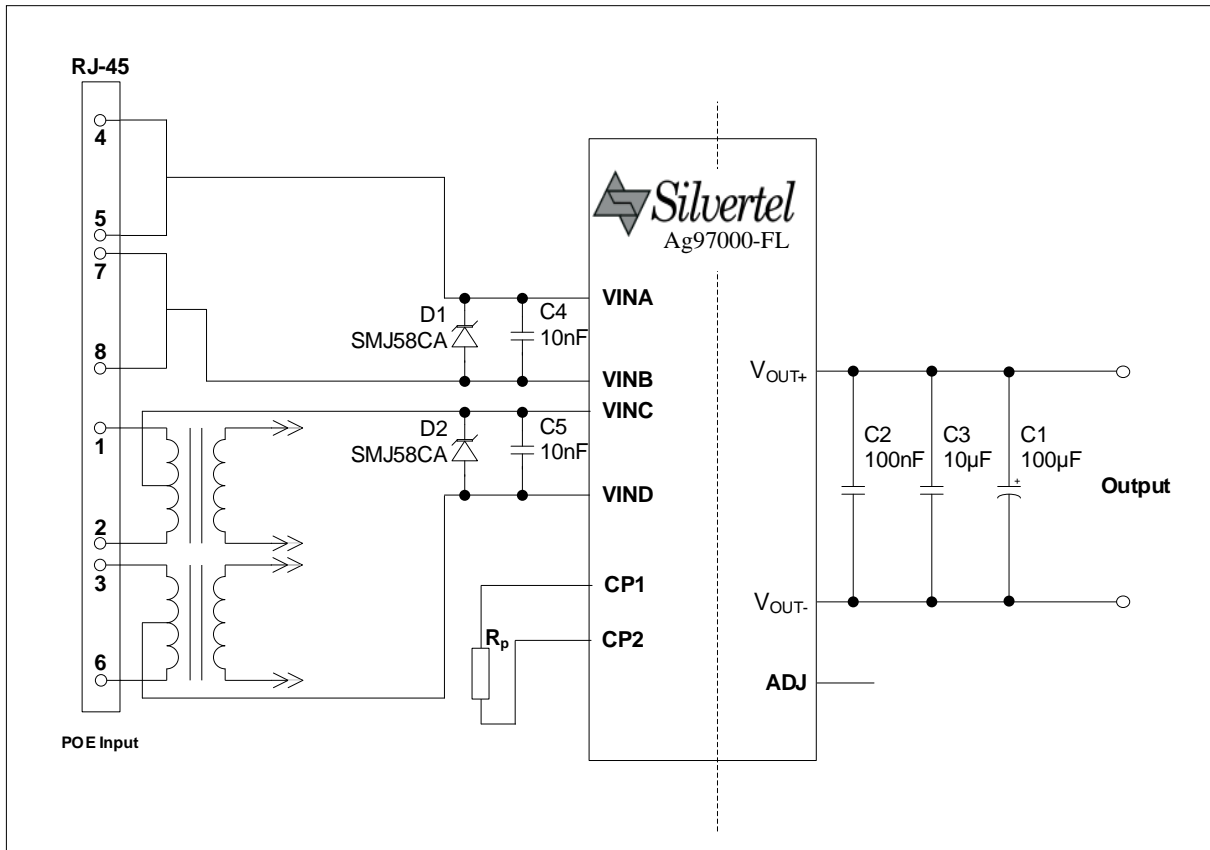 RJ-45
4
5
7
8
1
2
3
6
POE Input
D1
SMJ58CA
C4
10nF
D2
SMJ58CA
C5
10nF
Rp
Silvertel
Ag97000-FL
VINA
VINB
VINC
VIND
CP1
CP2
VOUT+
VOUT-
ADJ
C2
100nF
C3
10µF
C1
100µF
+
Output